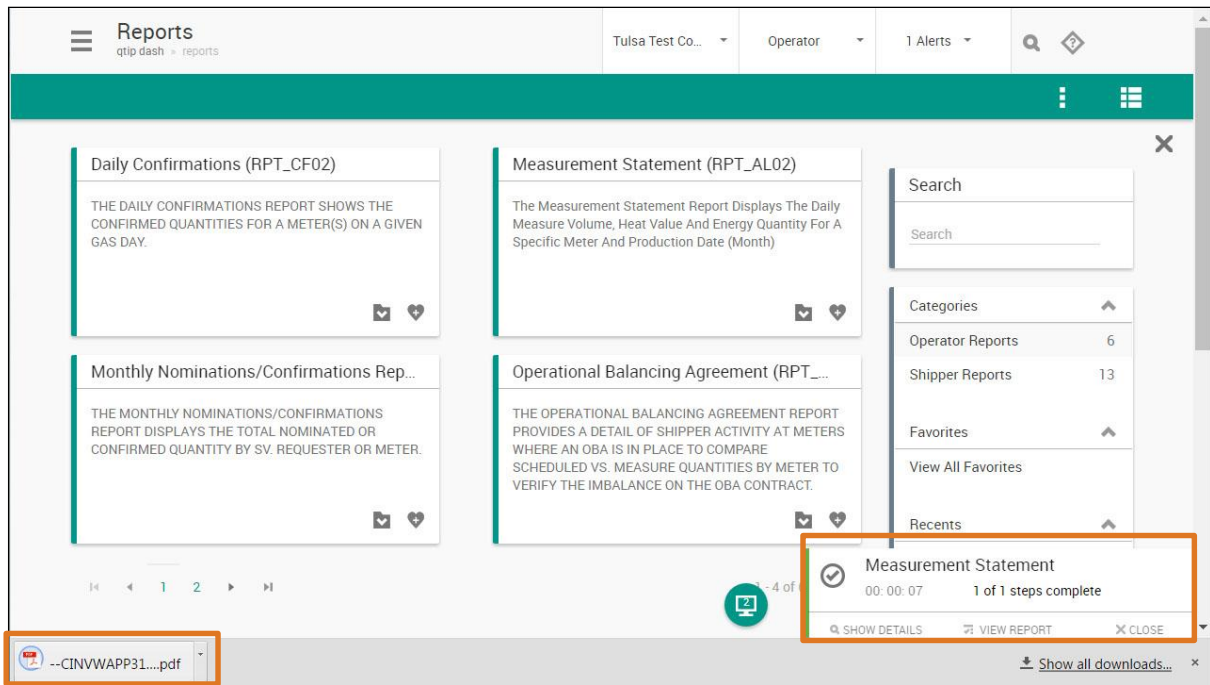 Reports
qtip dash » reports
Tulsa Test Co...
Operator
1 Alerts
Daily Confirmations (RPT_CF02)
THE DAILY CONFIRMATIONS REPORT SHOWS THE
CONFIRMED QUANTITIES FOR A METER(S) ON A GIVEN
GAS DAY.
Measurement Statement (RPT_AL02)
The Measurement Statement Report Displays The Daily
Measure Volume, Heat Value And Energy Quantity For A
Specific Meter And Production Date (Month)
Search
Search
Monthly Nominations/Confirmations Rep...
THE MONTHLY NOMINATIONS/CONFIRMATIONS
REPORT DISPLAYS THE TOTAL NOMINATED OR
CONFIRMED QUANTITY BY SV. REQUESTER OR METER.
Operational Balancing Agreement (RPT_...
THE OPERATIONAL BALANCING AGREEMENT REPORT
PROVIDES A DETAIL OF SHIPPER ACTIVITY AT METERS
WHERE AN OBA IS IN PLACE TO COMPARE
SCHEDULED VS. MEASURE QUANTITIES BY METER TO
VERIFY THE IMBALANCE ON THE OBA CONTRACT.
Categories
Operator Reports 6
Shipper Reports 13
Favorites
View All Favorites
Recents
1 2
- 4 of
2
Measurement Statement
00: 00: 07 1 of 1 steps complete
SHOW DETAILS VIEW REPORT CLOSE
--CINVWAPP31....pdf
Show all downloads...